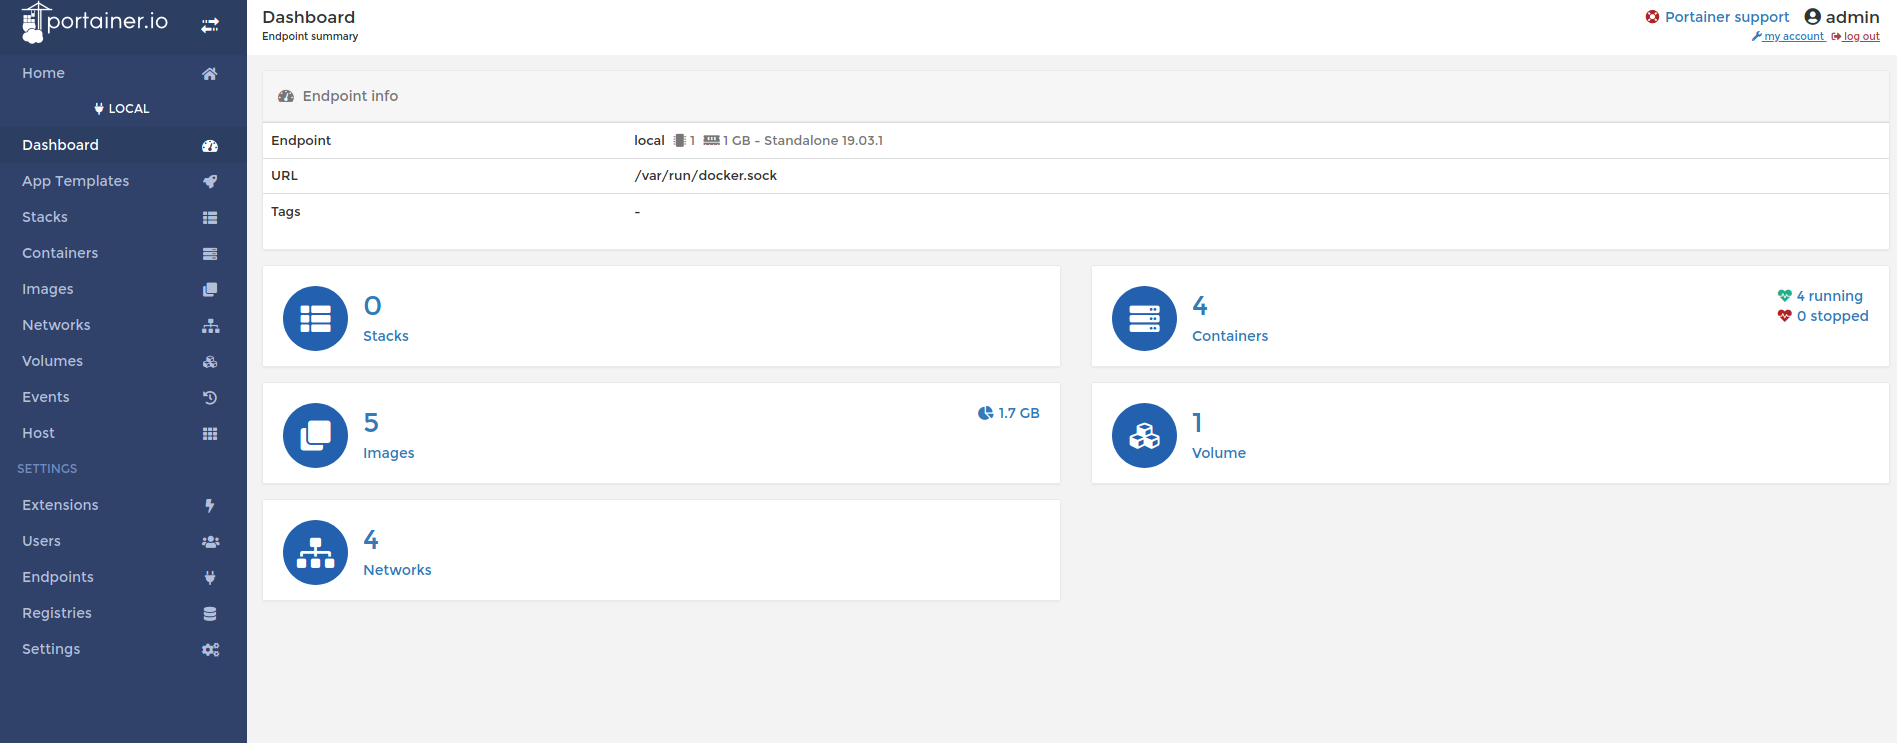 portainer.io
Home
LOCAL
Dashboard
App Templates
Stacks
Containers
Images
Networks
Volumes
Events
Host
SETTINGS
Extensions
Users
Endpoints
Registries
Settings
Dashboard
Endpoint summary
Portainer support admin
my account log out
Endpoint info
Endpoint local 1 1 GB - Standalone 19.03.1
URL /var/run/docker.sock
Tags -
0
Stacks
4
Containers
4 running
0 stopped
5
Images
1.7 GB
1
Volume
4
Networks